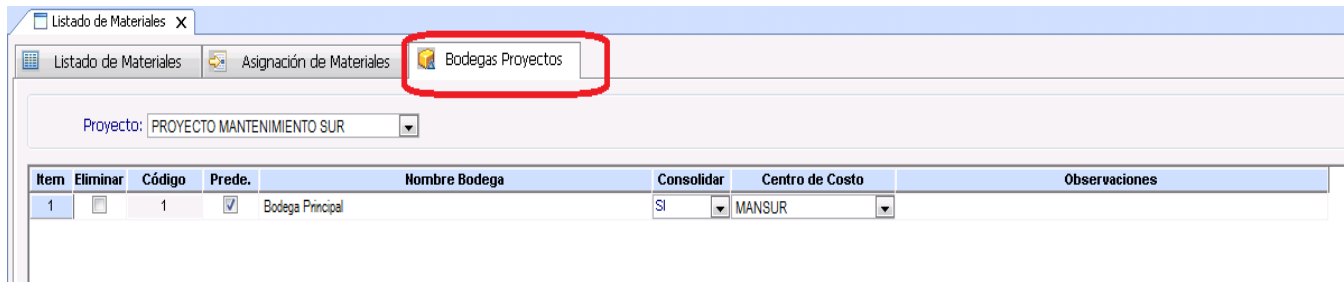 Listado de Materiales X
Listado de Materiales Asignación de Materiales Bodegas Proyectos
Proyecto: PROYECTO MANTENIMIENTO SUR
Item Eliminar Código Prede. Nombre Bodega Consolidar Centro de Costo Observaciones
1 1 Bodega Principal SI MANSUR